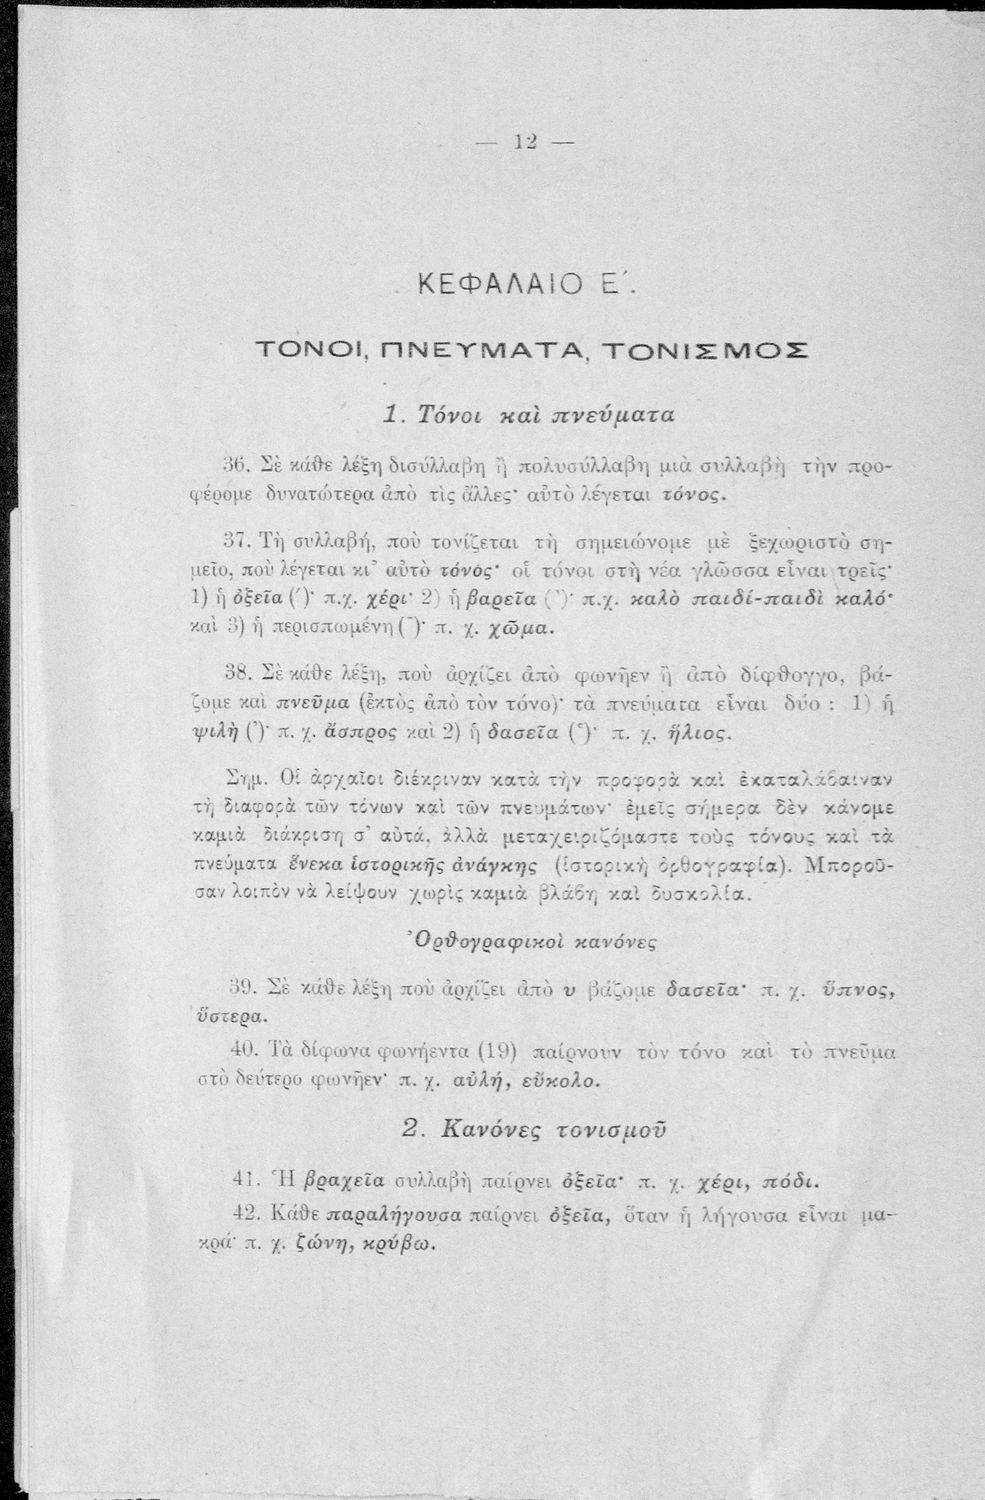 — 12 —
ΚΕΦΑΛΑΙΟ Ε΄.
ΤΟΝΟΙ, ΠΝΕΥΜΑΤΑ, ΤΟΝΙΣΜΟΣ
1. Τόνοι καὶ πνεύματα
36. Σὲ κάθε λέξη δισύλλαβη ἢ πολυσύλλαβη μιὰ συλλαβὴ τὴν προ-
φέρομε δυνατώτερα ἀπὸ τὶς ἄλλες· αὐτὸ λέγεται τόνος.
37. Τὴ συλλαβή, ποὺ τονίζεται τὴ σημειώνομε μὲ ξεχωριστὸ ση-
μεῖο, ποὺ λέγεται κι’ αὐτὸ τόνος· οἱ τόνοι στὴ νέα γλῶσσα εἶναι τρεῖς·
1) ἡ ὀξεῖα (´)· π.χ. χέρι· 2) ἡ βαρεῖα (`)· π.χ. καλὸ παιδί-παιδὶ καλό·
καὶ 3) ἡ περισπωμένη (῀)· π. χ. χῶμα.
38. Σὲ κάθε λέξη, ποὺ ἀρχίζει ἀπὸ φωνῆεν ἢ ἀπὸ δίφθογγο, βά-
ζομε καὶ πνεῦμα (ἐκτὸς ἀπὸ τὸν τόνο)· τὰ πνεύματα εἶναι δύο : 1) ἡ
ψιλὴ (᾿)· π. χ. ἄσπρος καὶ 2) ἡ δασεῖα (῾)· π. χ. ἥλιος.
Σημ. Οἱ ἀρχαῖοι διέκριναν κατὰ τὴν προφορὰ καὶ ἐκαταλάβαιναν
τὴ διαφορὰ τῶν τόνων καὶ τῶν πνευμάτων· ἐμεῖς σήμερα δὲν κάνομε
καμιὰ διάκριση σ’ αὐτά, ἀλλὰ μεταχειριζόμαστε τοὺς τόνους καὶ τὰ
πνεύματα ἕνεκα ἱστορικῆς ἀνάγκης (ἱστορικὴ ὀρθογραφία). Μποροῦ-
σαν λοιπὸν νὰ λείψουν χωρὶς καμιὰ βλάβη καὶ δυσκολία.
Ὀρθογραφικοὶ κανόνες
39. Σὲ κάθε λέξη ποὺ ἀρχίζει ἀπὸ υ βάζομε δασεῖα· π. χ. ὕπνος,
ὕστερα.
40. Τὰ δίφωνα φωνήεντα (19) παίρνουν τὸν τόνο καὶ τὸ πνεῦμα
στὸ δεύτερο φωνῆεν· π. χ. αὐλή, εὔκολο.
2. Κανόνες τονισμοῦ
41. Ἡ βραχεῖα συλλαβὴ παίρνει ὀξεῖα· π. χ. χέρι, πόδι.
42. Κάθε παραλήγουσα παίρνει ὀξεῖα, ὅταν ἡ λήγουσα εἶναι μα-
κρά· π. χ. ζώνη, κρύβω.